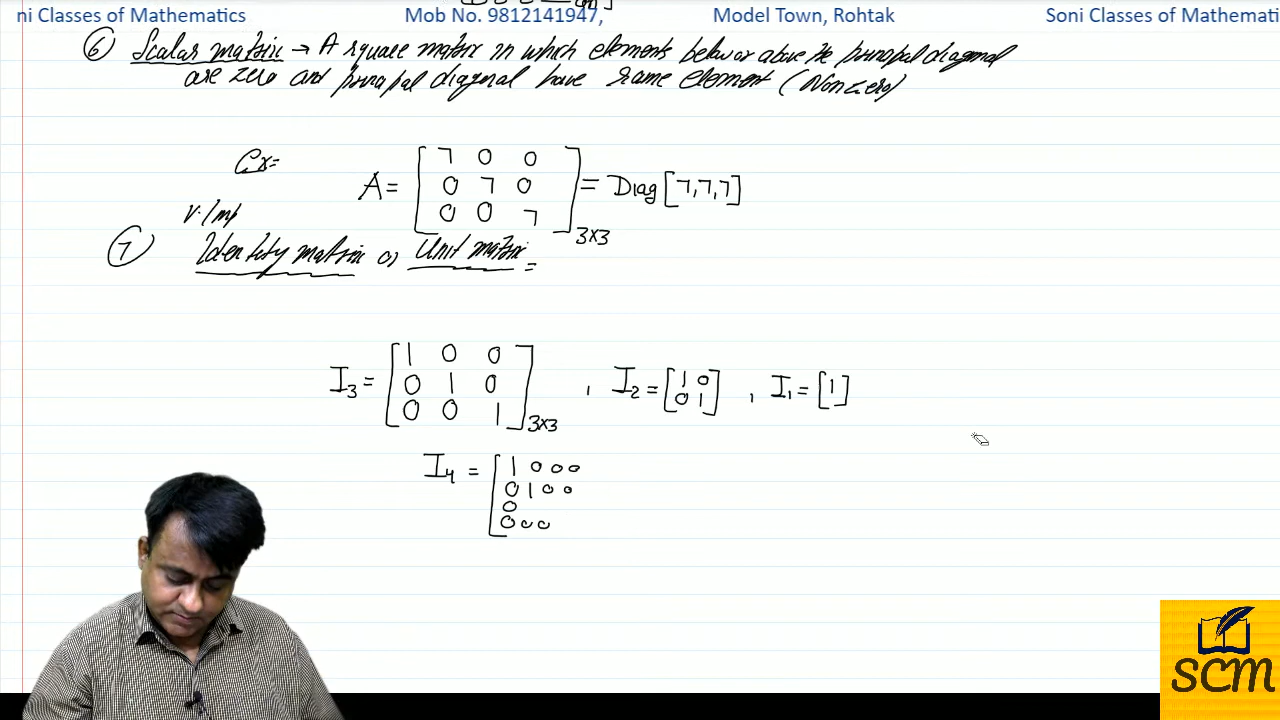 ni Classes of Mathematics Mob No. 9812141947, Model Town, Rohtak Soni Classes of Mathemati
⑥ Scalar matrix → A square matrix in which elements below or above the principal diagonal
are zero and principal diagonal have same element (Non zero)
Ex=
A = [ 7 0 0
0 7 0
0 0 7 ] 3×3 = Diag [7,7,7]
V. Imp
⑦ Identity matrix or Unit matrix =
I3 = [ 1 0 0
0 1 0
0 0 1 ] 3×3 , I2 = [ 1 0
0 1 ] , I1 = [1]
I4 = [ 1 0 0 0
0 1 0 0
0
0 0 0
SCM